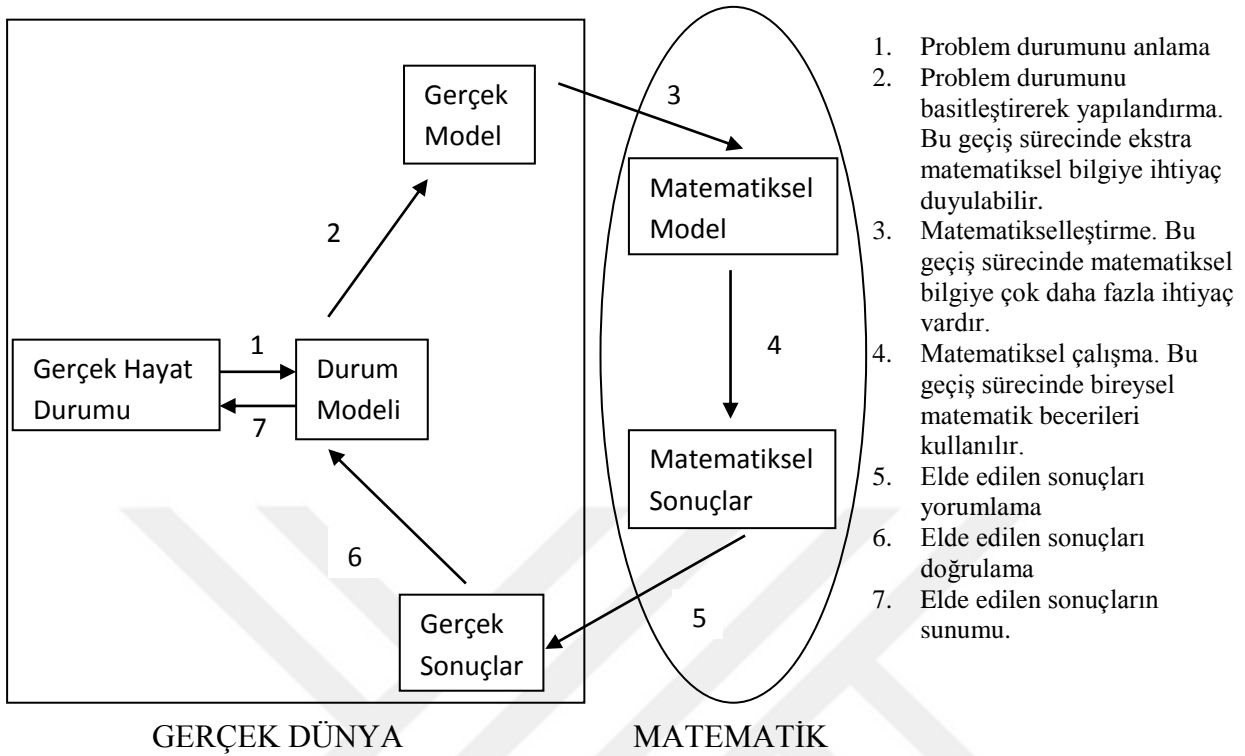 Gerçek
Model
3
Matematiksel
Model
2
4
1
Gerçek Hayat
Durumu
Durum
Modeli
7
Matematiksel
Sonuçlar
6
5
Gerçek
Sonuçlar
GERÇEK DÜNYA
MATEMATİK
1. Problem durumunu anlama
2. Problem durumunu
basitleştirerek yapılandırma.
Bu geçiş sürecinde ekstra
matematiksel bilgiye ihtiyaç
duyulabilir.
3. Matematikselleştirme. Bu
geçiş sürecinde matematiksel
bilgiye çok daha fazla ihtiyaç
vardır.
4. Matematiksel çalışma. Bu
geçiş sürecinde bireysel
matematik becerileri
kullanılır.
5. Elde edilen sonuçları
yorumlama
6. Elde edilen sonuçları
doğrulama
7. Elde edilen sonuçların
sunumu.